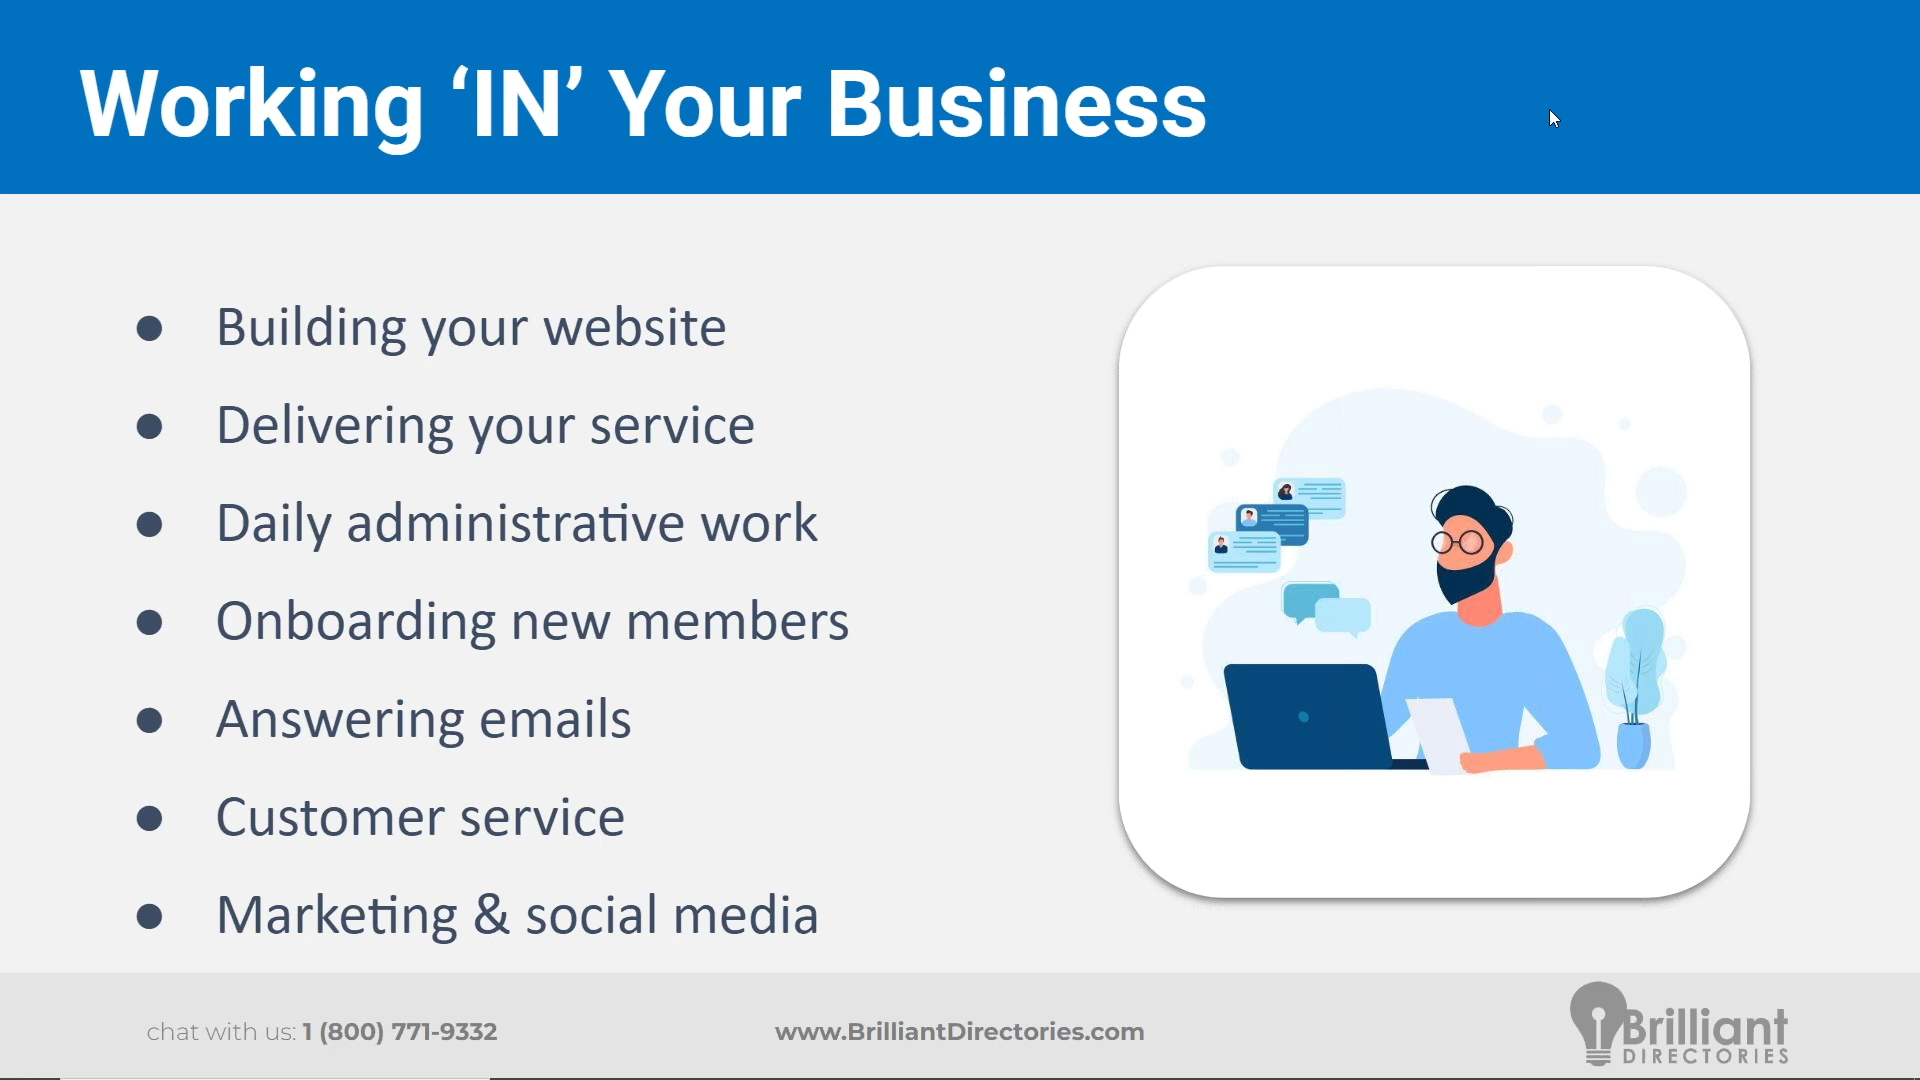 Working ‘IN’ Your Business
● Building your website
● Delivering your service
● Daily administrative work
● Onboarding new members
● Answering emails
● Customer service
● Marketing & social media
chat with us: 1 (800) 771-9332
www.BrilliantDirectories.com
Brilliant
DIRECTORIES